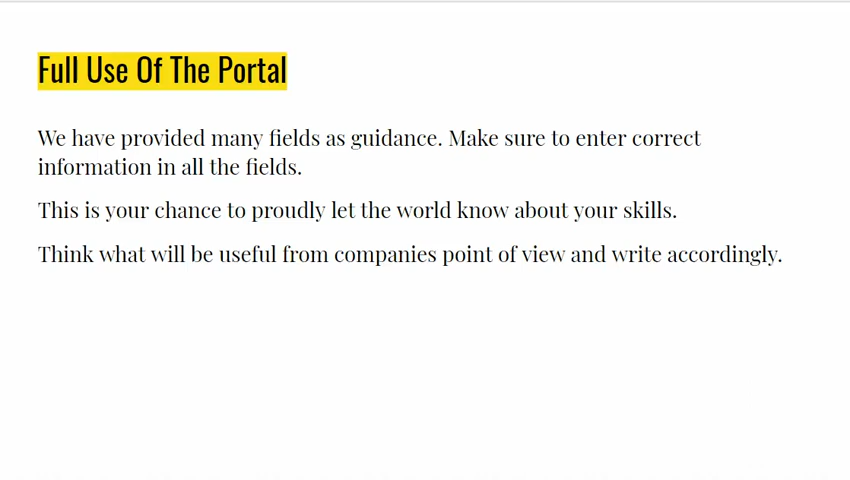 Full Use Of The Portal
We have provided many fields as guidance. Make sure to enter correct
information in all the fields.
This is your chance to proudly let the world know about your skills.
Think what will be useful from companies point of view and write accordingly.